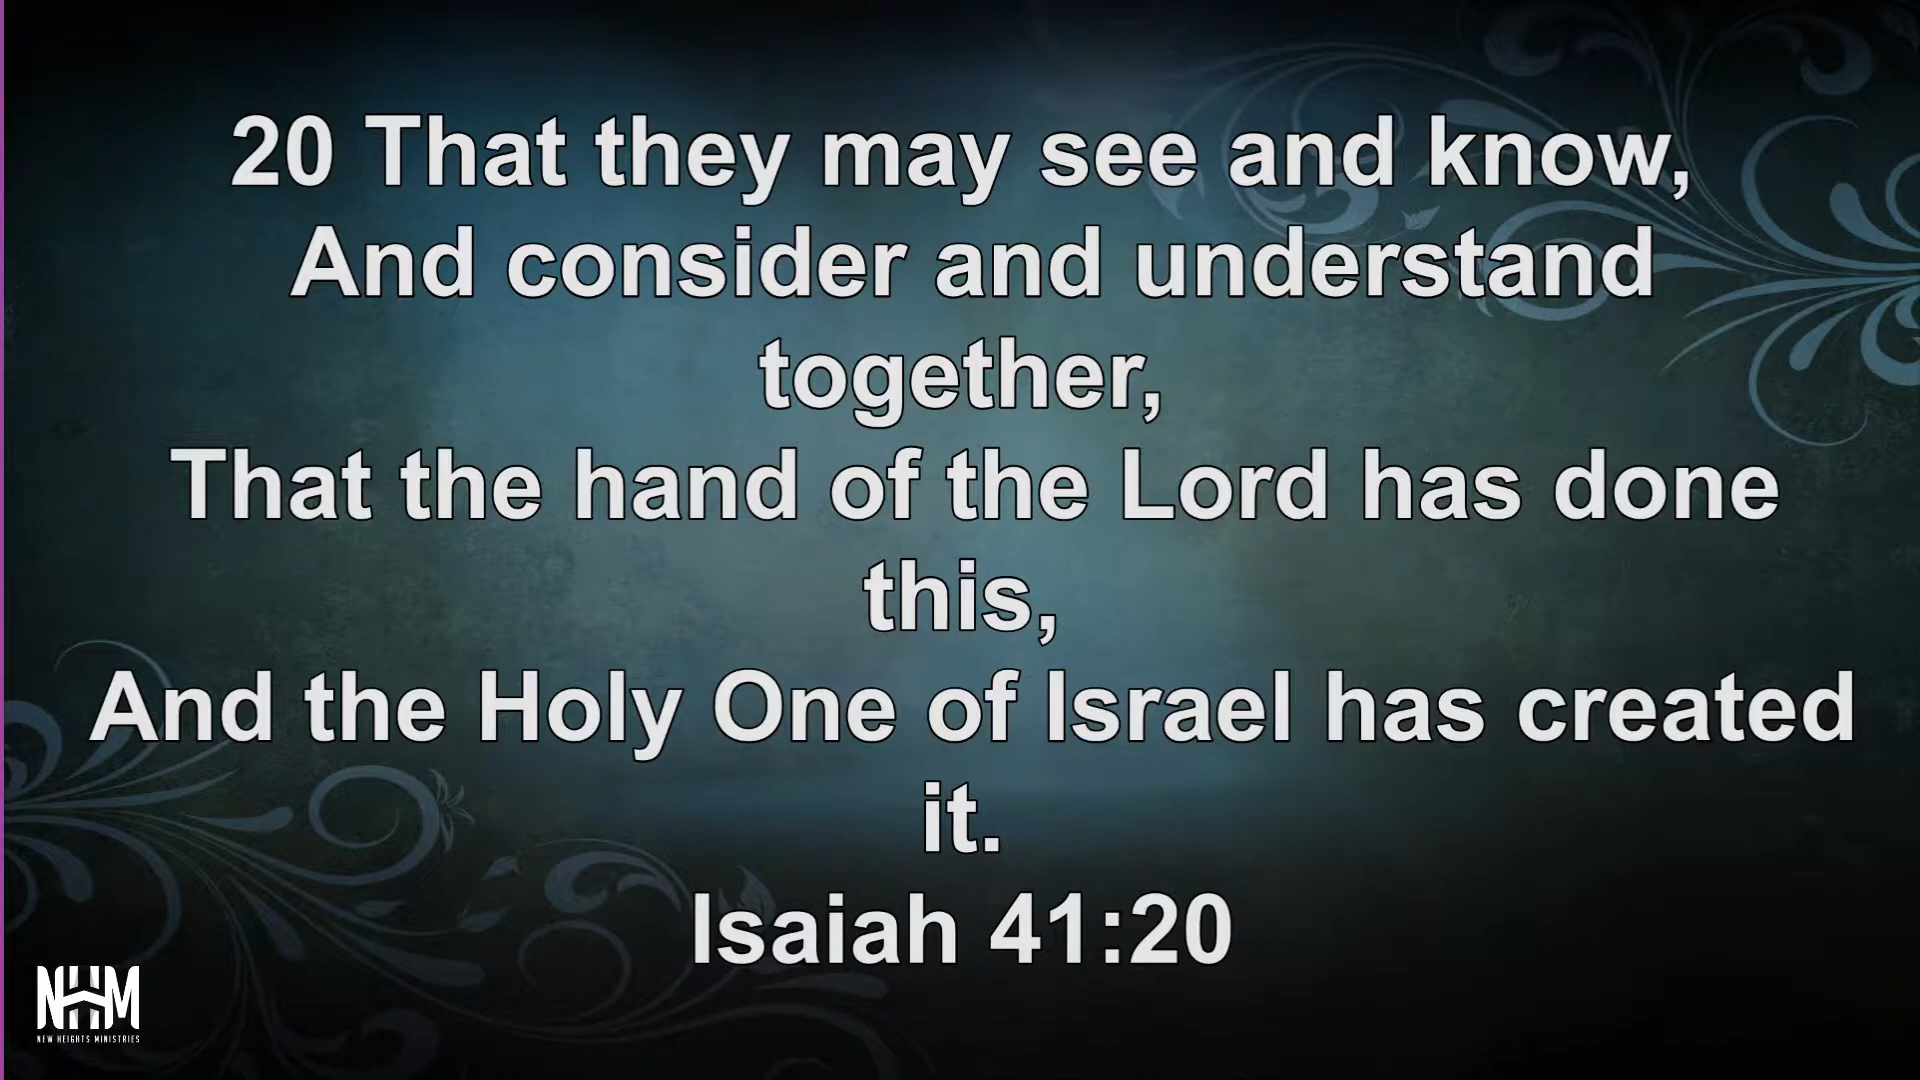 20 That they may see and know,
And consider and understand
together,
That the hand of the Lord has done
this,
And the Holy One of Israel has created
it.
Isaiah 41:20
NHM
NEW HEIGHTS MINISTRIES